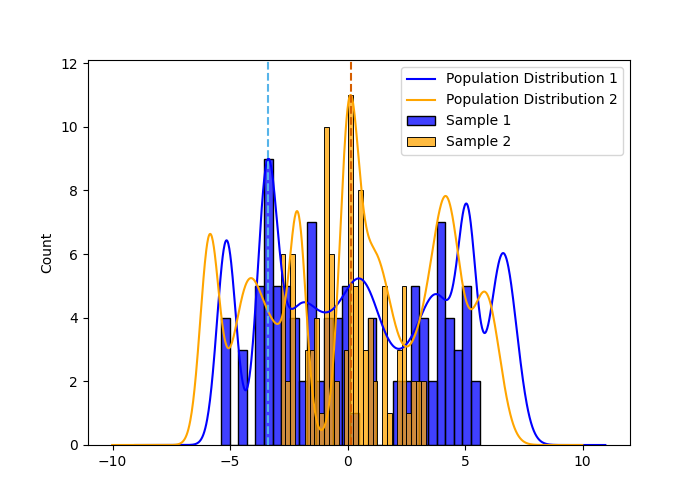 12
10
8
6
4
2
0
Count
−10
−5
0
5
10
Population Distribution 1
Population Distribution 2
Sample 1
Sample 2